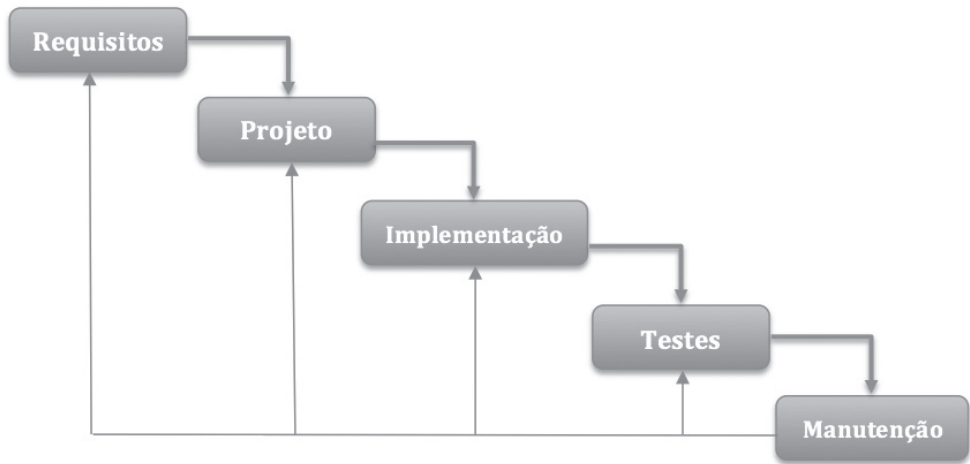 Requisitos
Projeto
Implementação
Testes
Manutenção